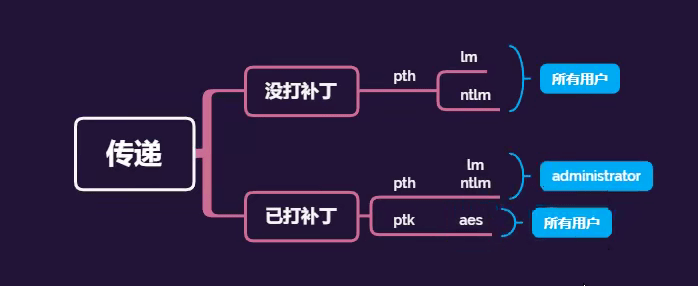 传递
没打补丁
pth
lm
ntlm
所有用户
已打补丁
pth
lm
ntlm
administrator
ptk
aes
所有用户